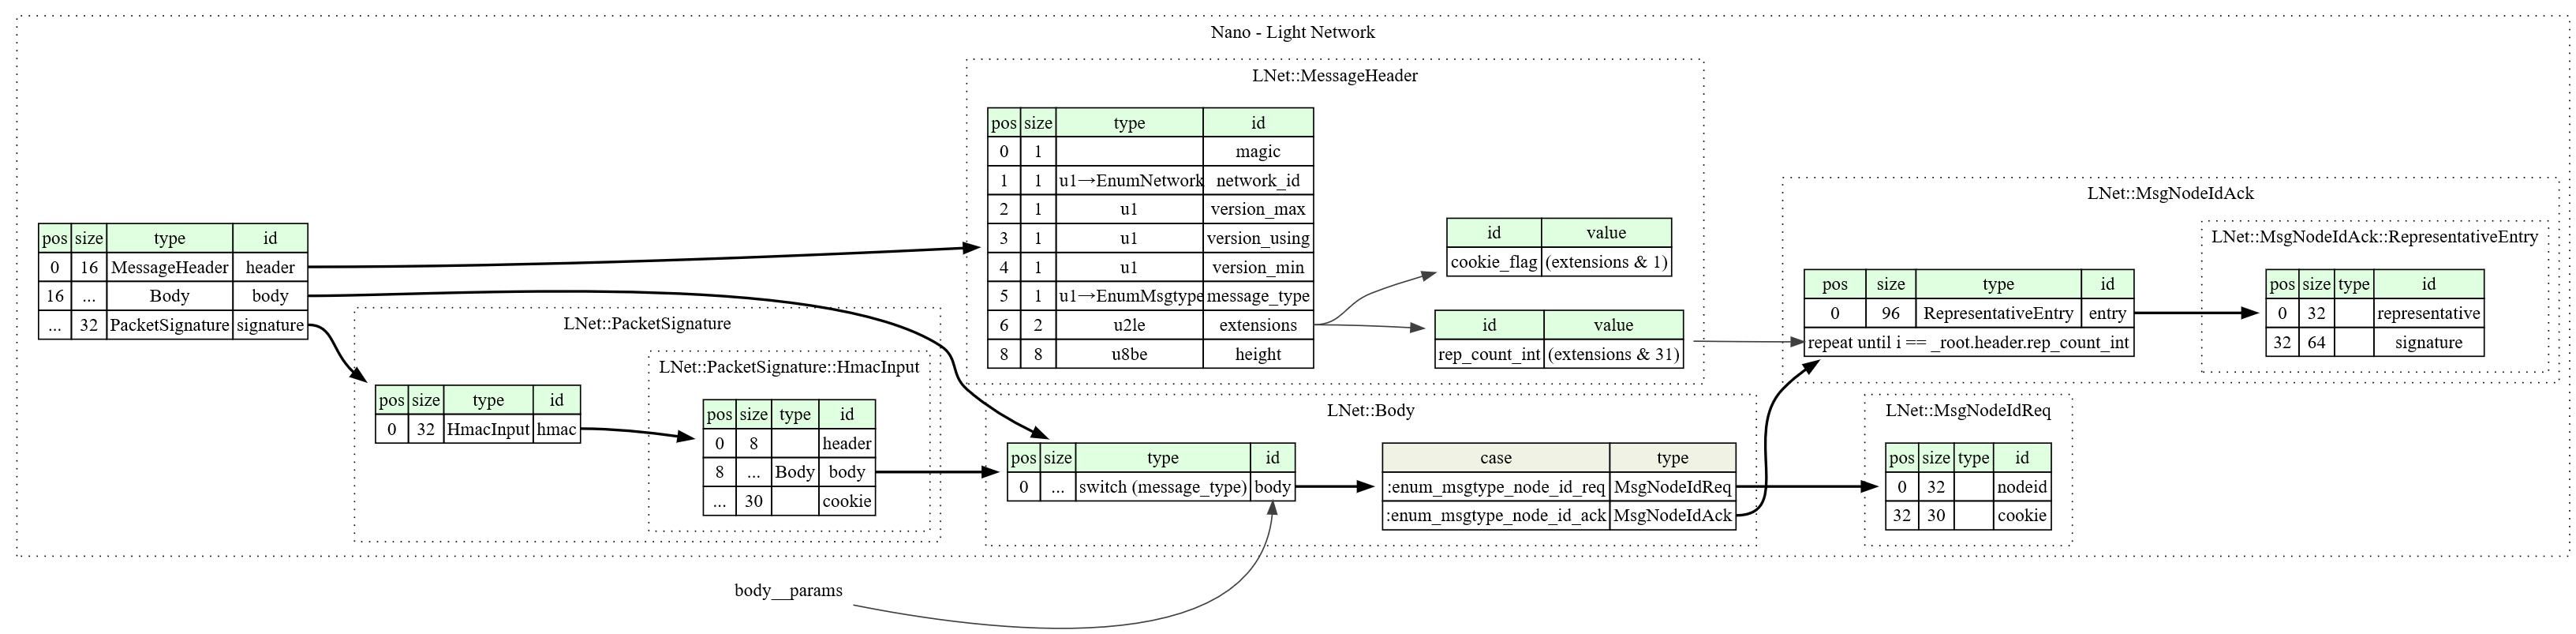 Nano - Light Network
pos size type id
0 16 MessageHeader header
16 ... Body body
... 32 PacketSignature signature
LNet::PacketSignature
pos size type id
0 32 HmacInput hmac
LNet::PacketSignature::HmacInput
pos size type id
0 8 header
8 ... Body body
... 30 cookie
LNet::MessageHeader
pos size type id
0 1 magic
1 1 u1→EnumNetwork network_id
2 1 u1 version_max
3 1 u1 version_using
4 1 u1 version_min
5 1 u1→EnumMsgtype message_type
6 2 u2le extensions
8 8 u8be height
id value
cookie_flag (extensions & 1)
id value
rep_count_int (extensions & 31)
LNet::Body
pos size type id
0 ... switch (message_type) body
case type
:enum_msgtype_node_id_req MsgNodeIdReq
:enum_msgtype_node_id_ack MsgNodeIdAck
LNet::MsgNodeIdAck
pos size type id
0 96 RepresentativeEntry entry
repeat until i == _root.header.rep_count_int
LNet::MsgNodeIdAck::RepresentativeEntry
pos size type id
0 32 representative
32 64 signature
LNet::MsgNodeIdReq
pos size type id
0 32 nodeid
32 30 cookie
body__params